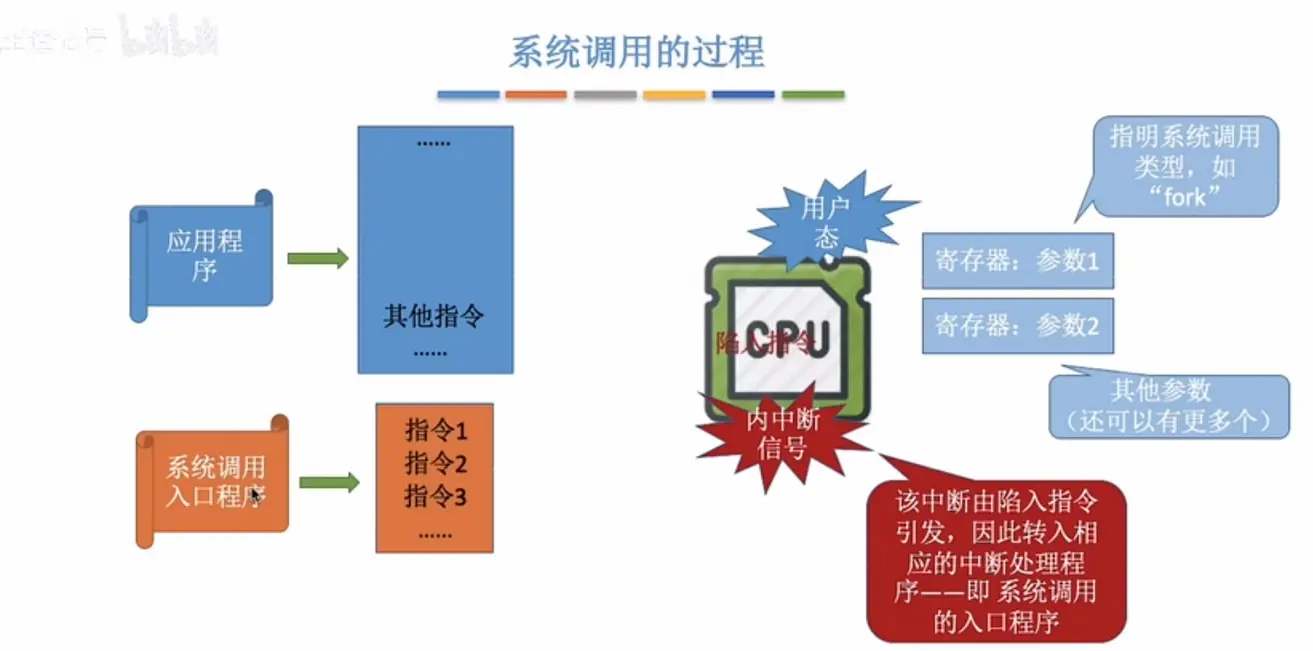 系统调用的过程
......
应用程
序
其他指令
......
系统调用
入口程序
指令1
指令2
指令3
......
用户
态
CPU
陷入指令
内中断
信号
指明系统调用
类型，如
“fork”
寄存器：参数1
寄存器：参数2
其他参数
（还可以有更多个）
该中断由陷入指令
引发，因此转入相
应的中断处理程
序——即 系统调用
的入口程序